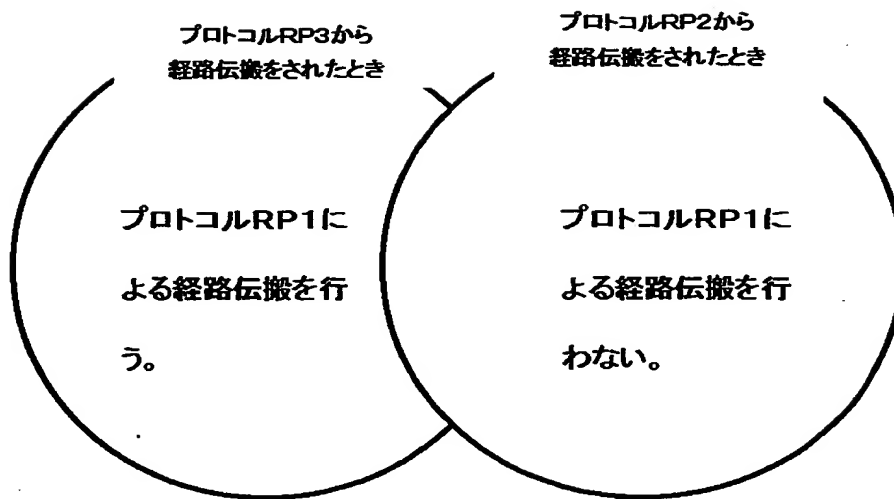 プロトコルRP3から
経路伝搬をされたとき
プロトコルRP2から
経路伝搬をされたとき
プロトコルRP1に
よる経路伝搬を行
う。
プロトコルRP1に
よる経路伝搬を行
わない。